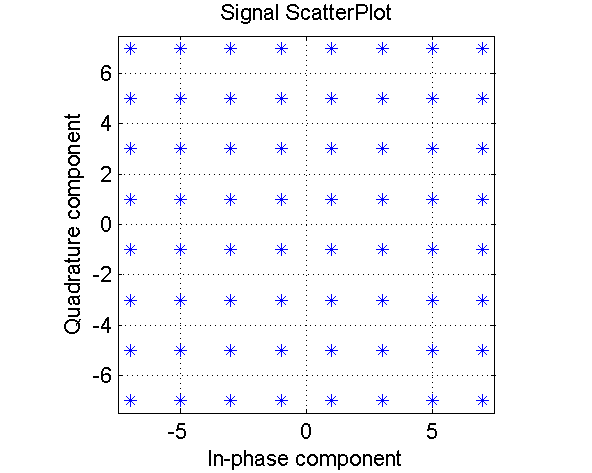 Signal ScatterPlot
Quadrature component
6
4
2
0
-2
-4
-6
-5 0 5
In-phase component